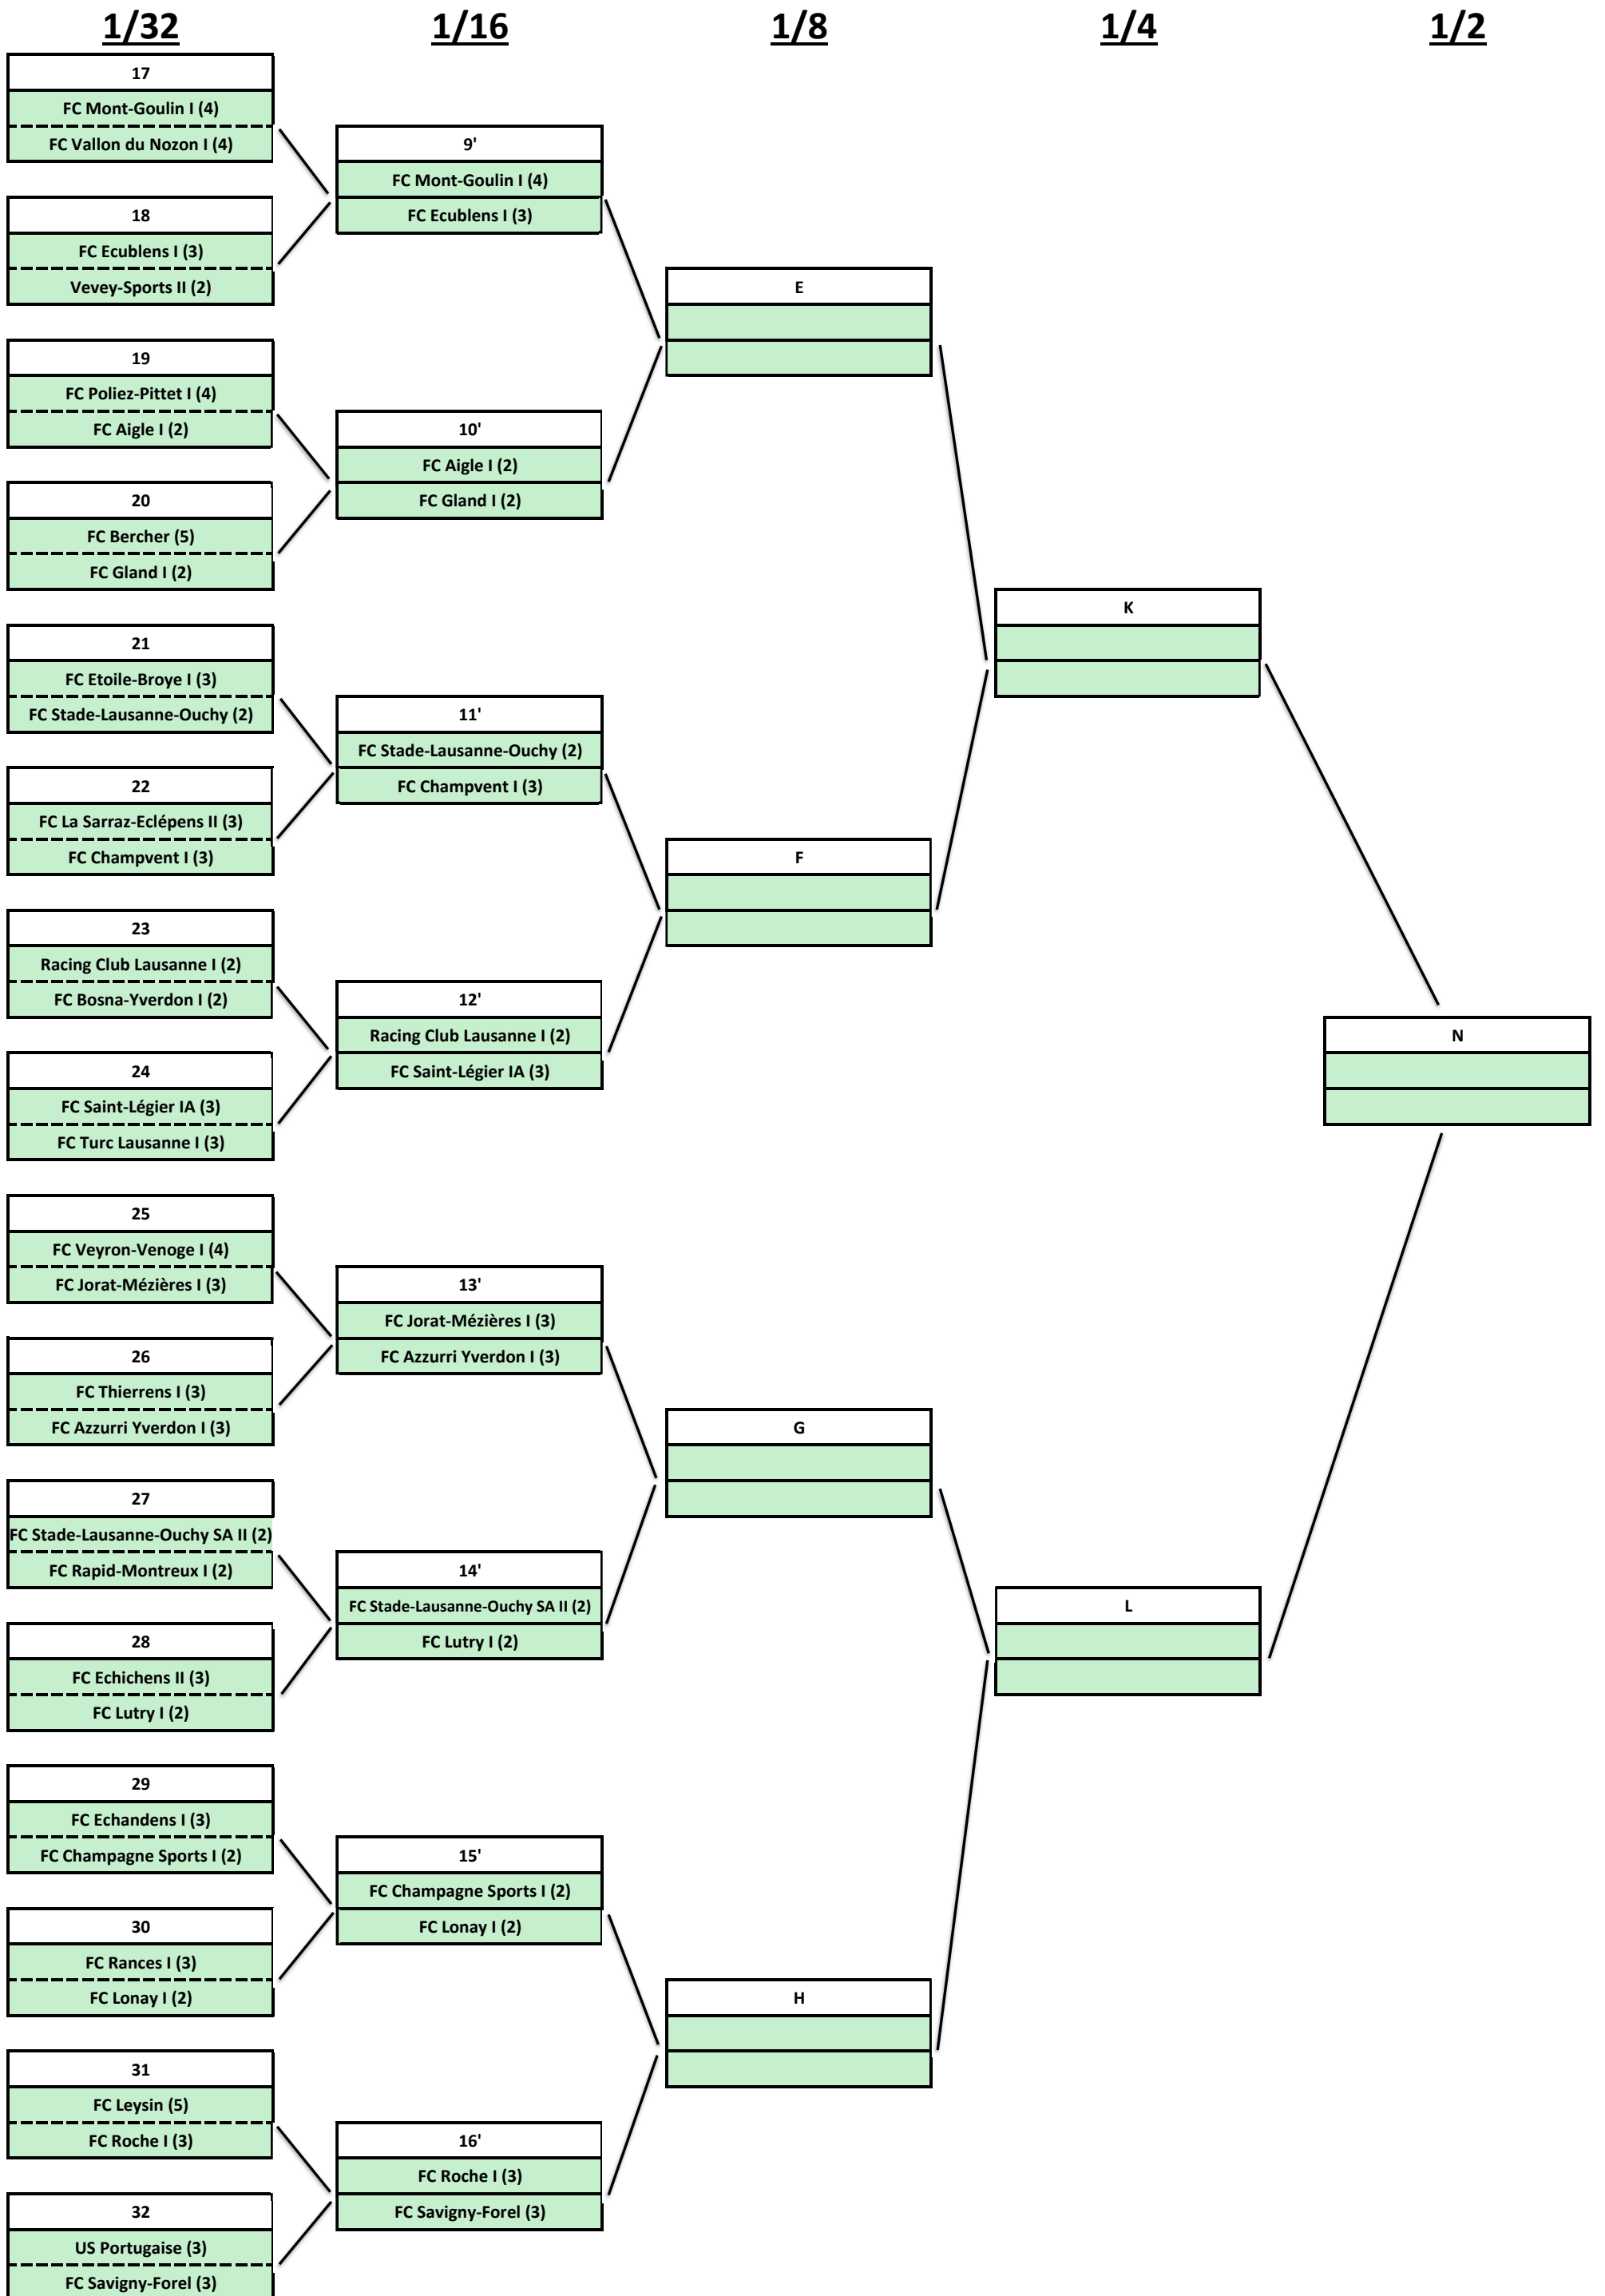 1/32
1/16
1/8
1/4
1/2
17
FC Mont-Goulin I (4)
FC Vallon du Nozon I (4)
18
FC Ecublens I (3)
Vevey-Sports II (2)
19
FC Poliez-Pittet I (4)
FC Aigle I (2)
20
FC Bercher (5)
FC Gland I (2)
21
FC Etoile-Broye I (3)
FC Stade-Lausanne-Ouchy (2)
22
FC La Sarraz-Eclépens II (3)
FC Champvent I (3)
23
Racing Club Lausanne I (2)
FC Bosna-Yverdon I (2)
24
FC Saint-Légier IA (3)
FC Turc Lausanne I (3)
25
FC Veyron-Venoge I (4)
FC Jorat-Mézières I (3)
26
FC Thierrens I (3)
FC Azzurri Yverdon I (3)
27
FC Stade-Lausanne-Ouchy SA II (2)
FC Rapid-Montreux I (2)
28
FC Echichens II (3)
FC Lutry I (2)
29
FC Echandens I (3)
FC Champagne Sports I (2)
30
FC Rances I (3)
FC Lonay I (2)
31
FC Leysin (5)
FC Roche I (3)
32
US Portugaise (3)
FC Savigny-Forel (3)
9'
FC Mont-Goulin I (4)
FC Ecublens I (3)
10'
FC Aigle I (2)
FC Gland I (2)
11'
FC Stade-Lausanne-Ouchy (2)
FC Champvent I (3)
12'
Racing Club Lausanne I (2)
FC Saint-Légier IA (3)
13'
FC Jorat-Mézières I (3)
FC Azzurri Yverdon I (3)
14'
FC Stade-Lausanne-Ouchy SA II (2)
FC Lutry I (2)
15'
FC Champagne Sports I (2)
FC Lonay I (2)
16'
FC Roche I (3)
FC Savigny-Forel (3)
E
F
G
H
K
L
N